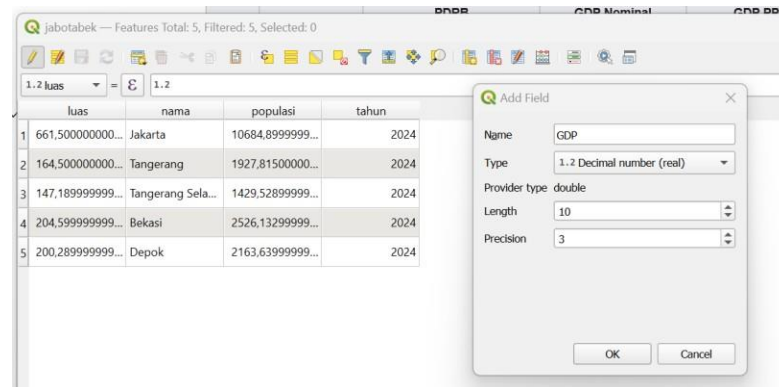 PDRB GDP Nominal GDP PP
jabotabek — Features Total: 5, Filtered: 5, Selected: 0
1.2 luas = ε 1.2
luas nama populasi tahun
1 661,500000000... Jakarta 10684,8999999... 2024
2 164,500000000... Tangerang 1927,81500000... 2024
3 147,189999999... Tangerang Sela... 1429,52899999... 2024
4 204,599999999... Bekasi 2526,13299999... 2024
5 200,289999999... Depok 2163,63999999... 2024
Add Field
Name GDP
Type 1.2 Decimal number (real)
Provider type double
Length 10
Precision 3
OK Cancel